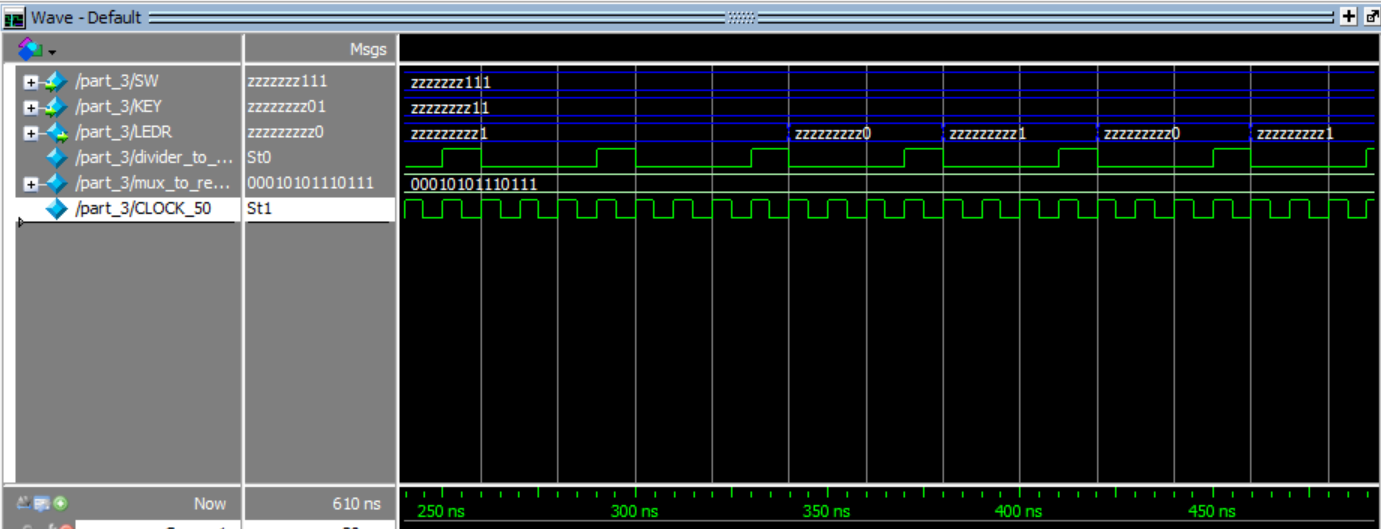 Wave - Default
Msgs
/part_3/SW zzzzzzz111 zzzzzzz111
/part_3/KEY zzzzzzzz01 zzzzzzzz11
/part_3/LEDR zzzzzzzzz0 zzzzzzzzz1 zzzzzzzzz0 zzzzzzzzz1 zzzzzzzzz0 zzzzzzzzz1
/part_3/divider_to_... St0
/part_3/mux_to_re... 00010101110111 00010101110111
/part_3/CLOCK_50 St1
Now 610 ns 250 ns 300 ns 350 ns 400 ns 450 ns